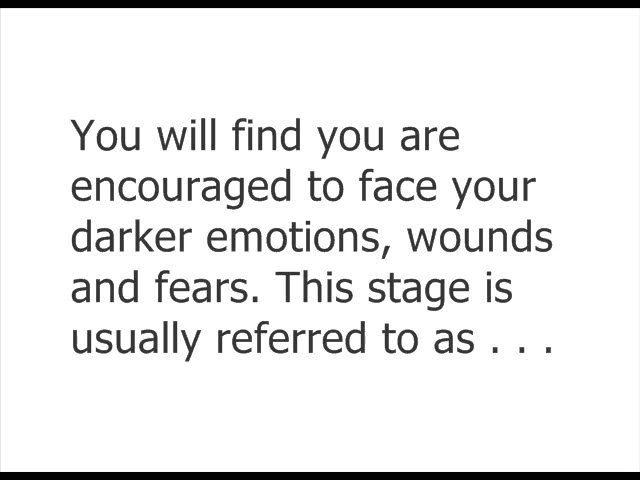 You will find you are
encouraged to face your
darker emotions, wounds
and fears. This stage is
usually referred to as . . .